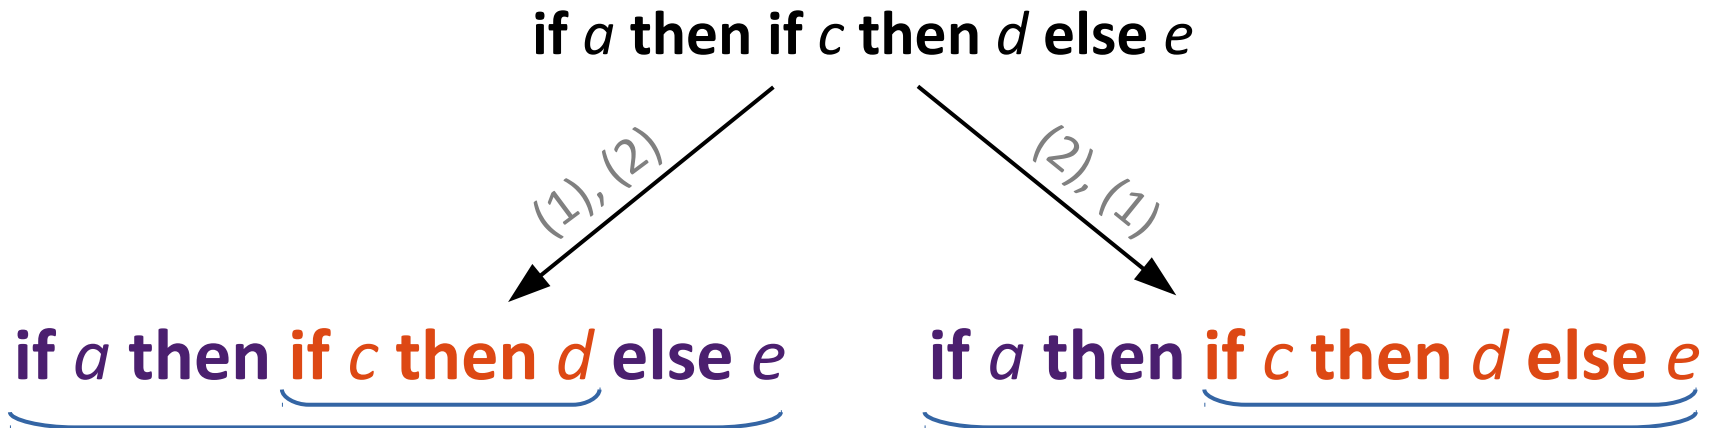 if a then if c then d else e
(1), (2)
(2), (1)
if a then if c then d else e
if a then if c then d else e